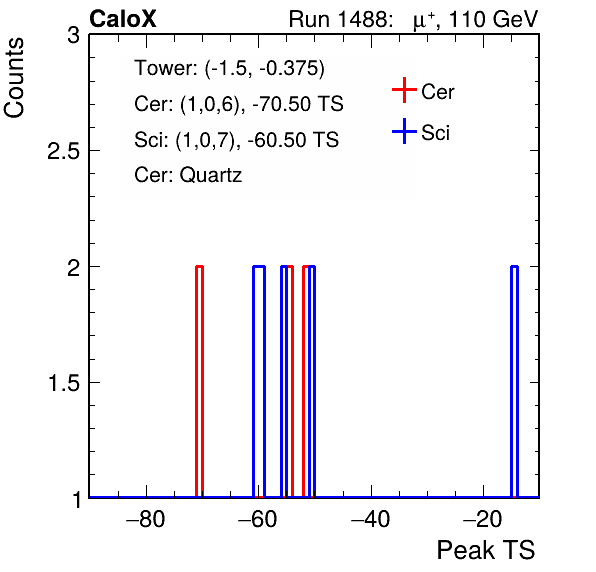 CaloX Run 1488: μ⁺, 110 GeV
Counts
3
2.5
2
1.5
1
Tower: (-1.5, -0.375)
Cer: (1,0,6), -70.50 TS
Sci: (1,0,7), -60.50 TS
Cer: Quartz
Cer
Sci
−80 −60 −40 −20
Peak TS